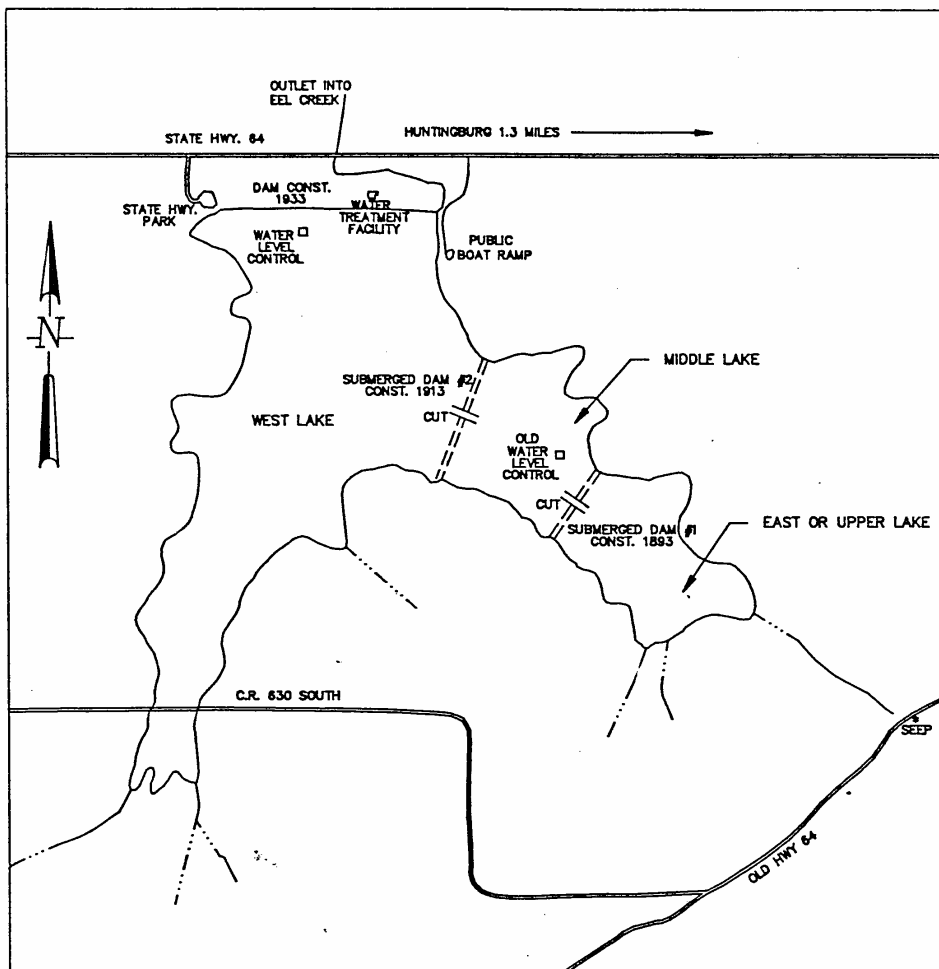 OUTLET INTO
EEL CREEK
HUNTINGBURG 1.3 MILES
STATE HWY. 64
DAM CONST.
1933
STATE HWY.
PARK
WATER
TREATMENT
FACILITY
WATER
LEVEL
CONTROL
PUBLIC
BOAT RAMP
N
MIDDLE LAKE
SUBMERGED DAM #2
CONST. 1913
CUT
WEST LAKE
OLD
WATER
LEVEL
CONTROL
CUT
SUBMERGED DAM #1
CONST. 1893
EAST OR UPPER LAKE
C.R. 630 SOUTH
SEEP
OLD HWY 64